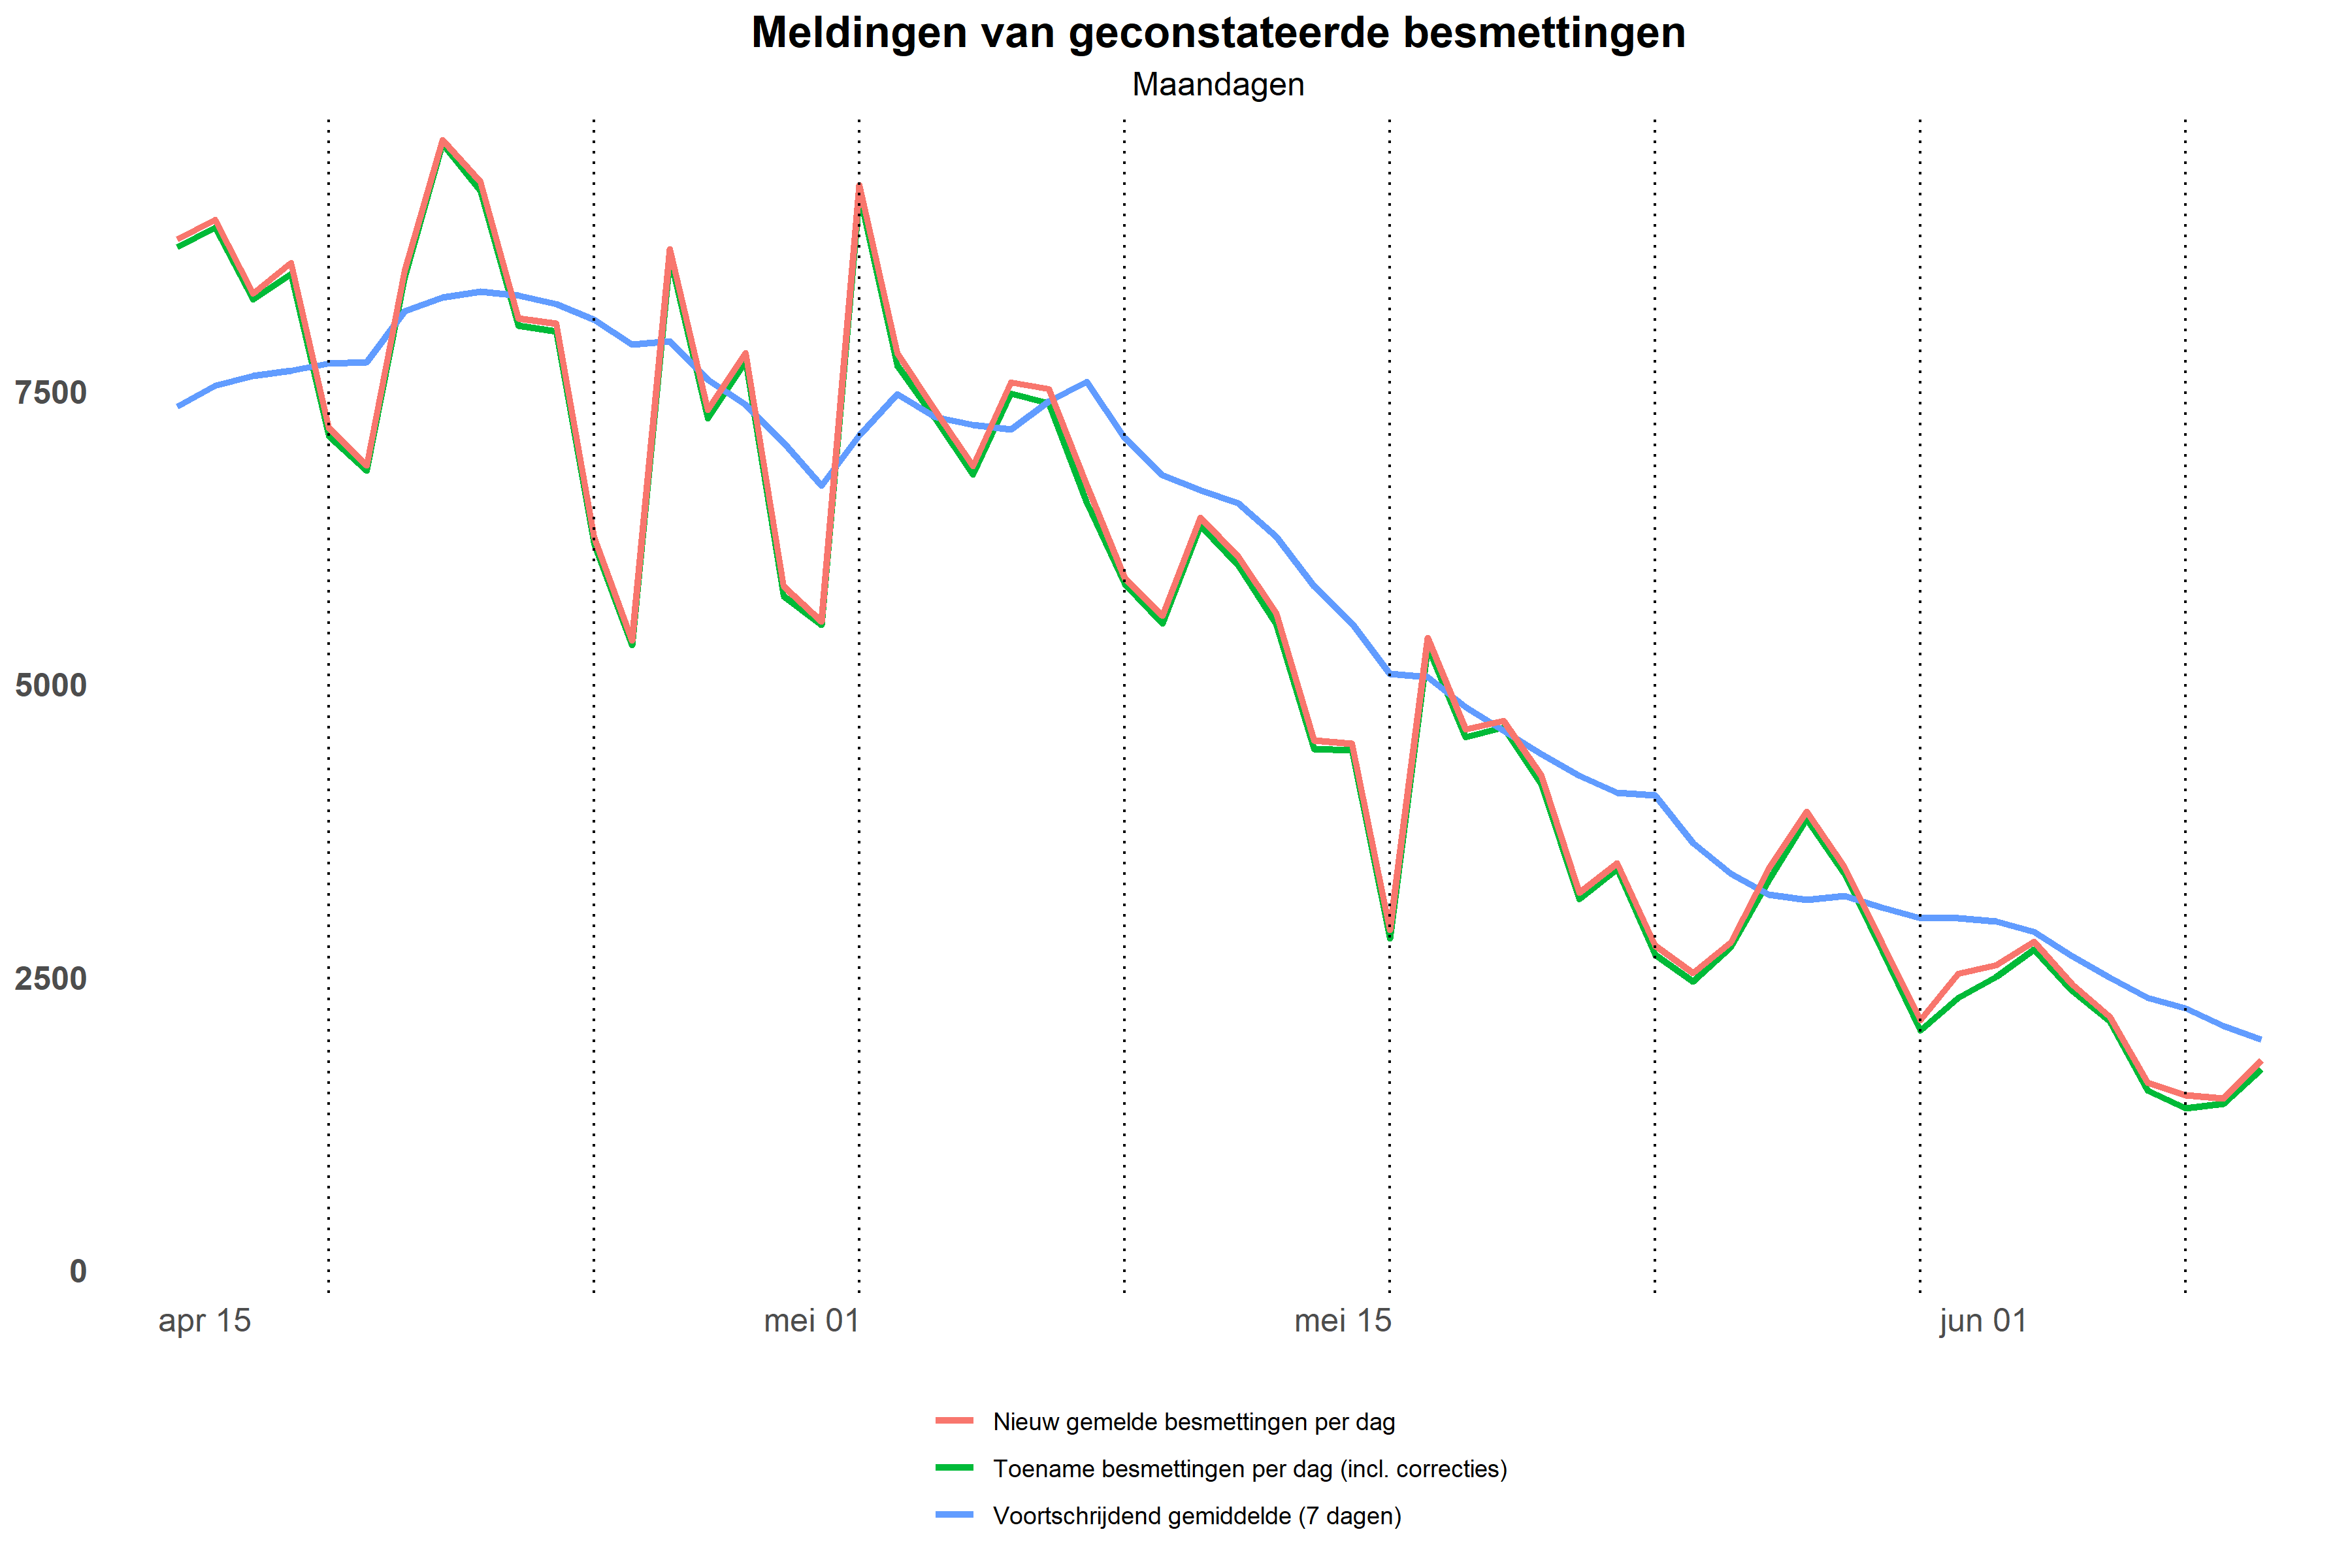 Meldingen van geconstateerde besmettingen
Maandagen
7500
5000
2500
0
apr 15
mei 01
mei 15
jun 01
Nieuw gemelde besmettingen per dag
Toename besmettingen per dag (incl. correcties)
Voortschrijdend gemiddelde (7 dagen)